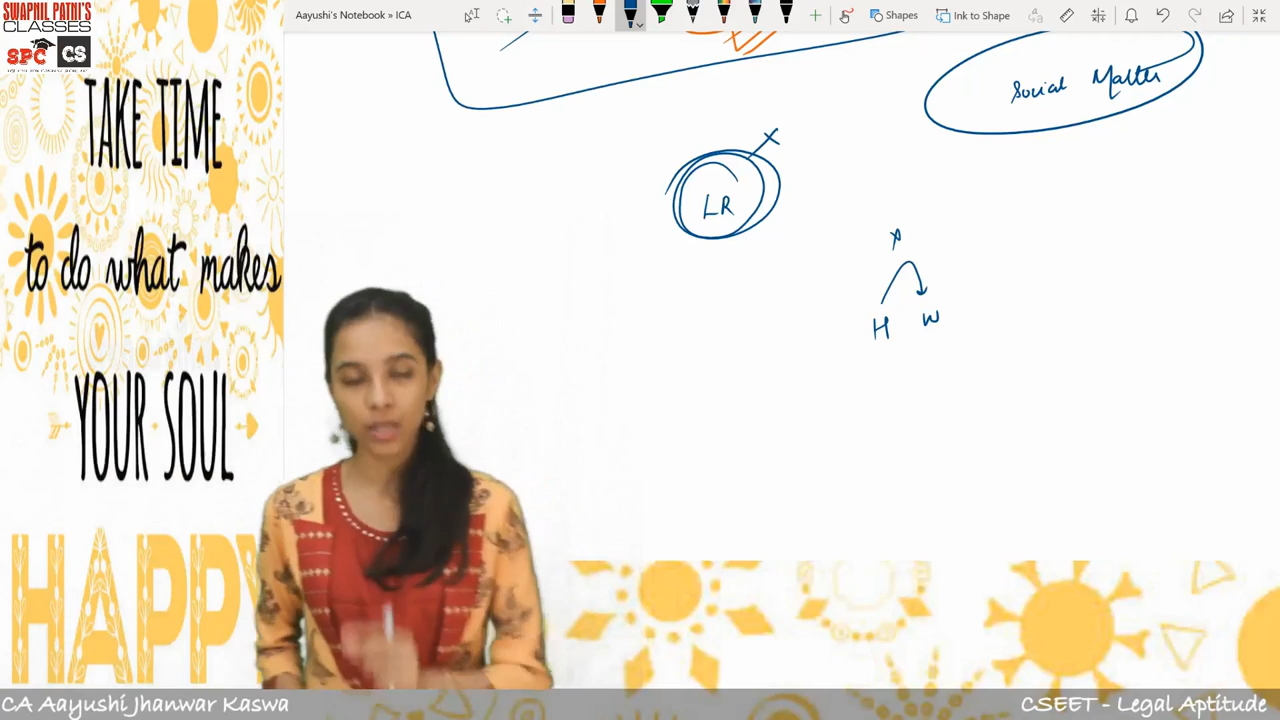 SWAPNIL PATNI'S
CLASSES
SPC CS
Aayushi's Notebook » ICA
Shapes
Ink to Shape
Social Matter
LR
x
H W
TAKE TIME
to do what makes
YOUR SOUL
HAPPY
CA Aayushi Jhanwar Kaswa
CSEET - Legal Aptitude